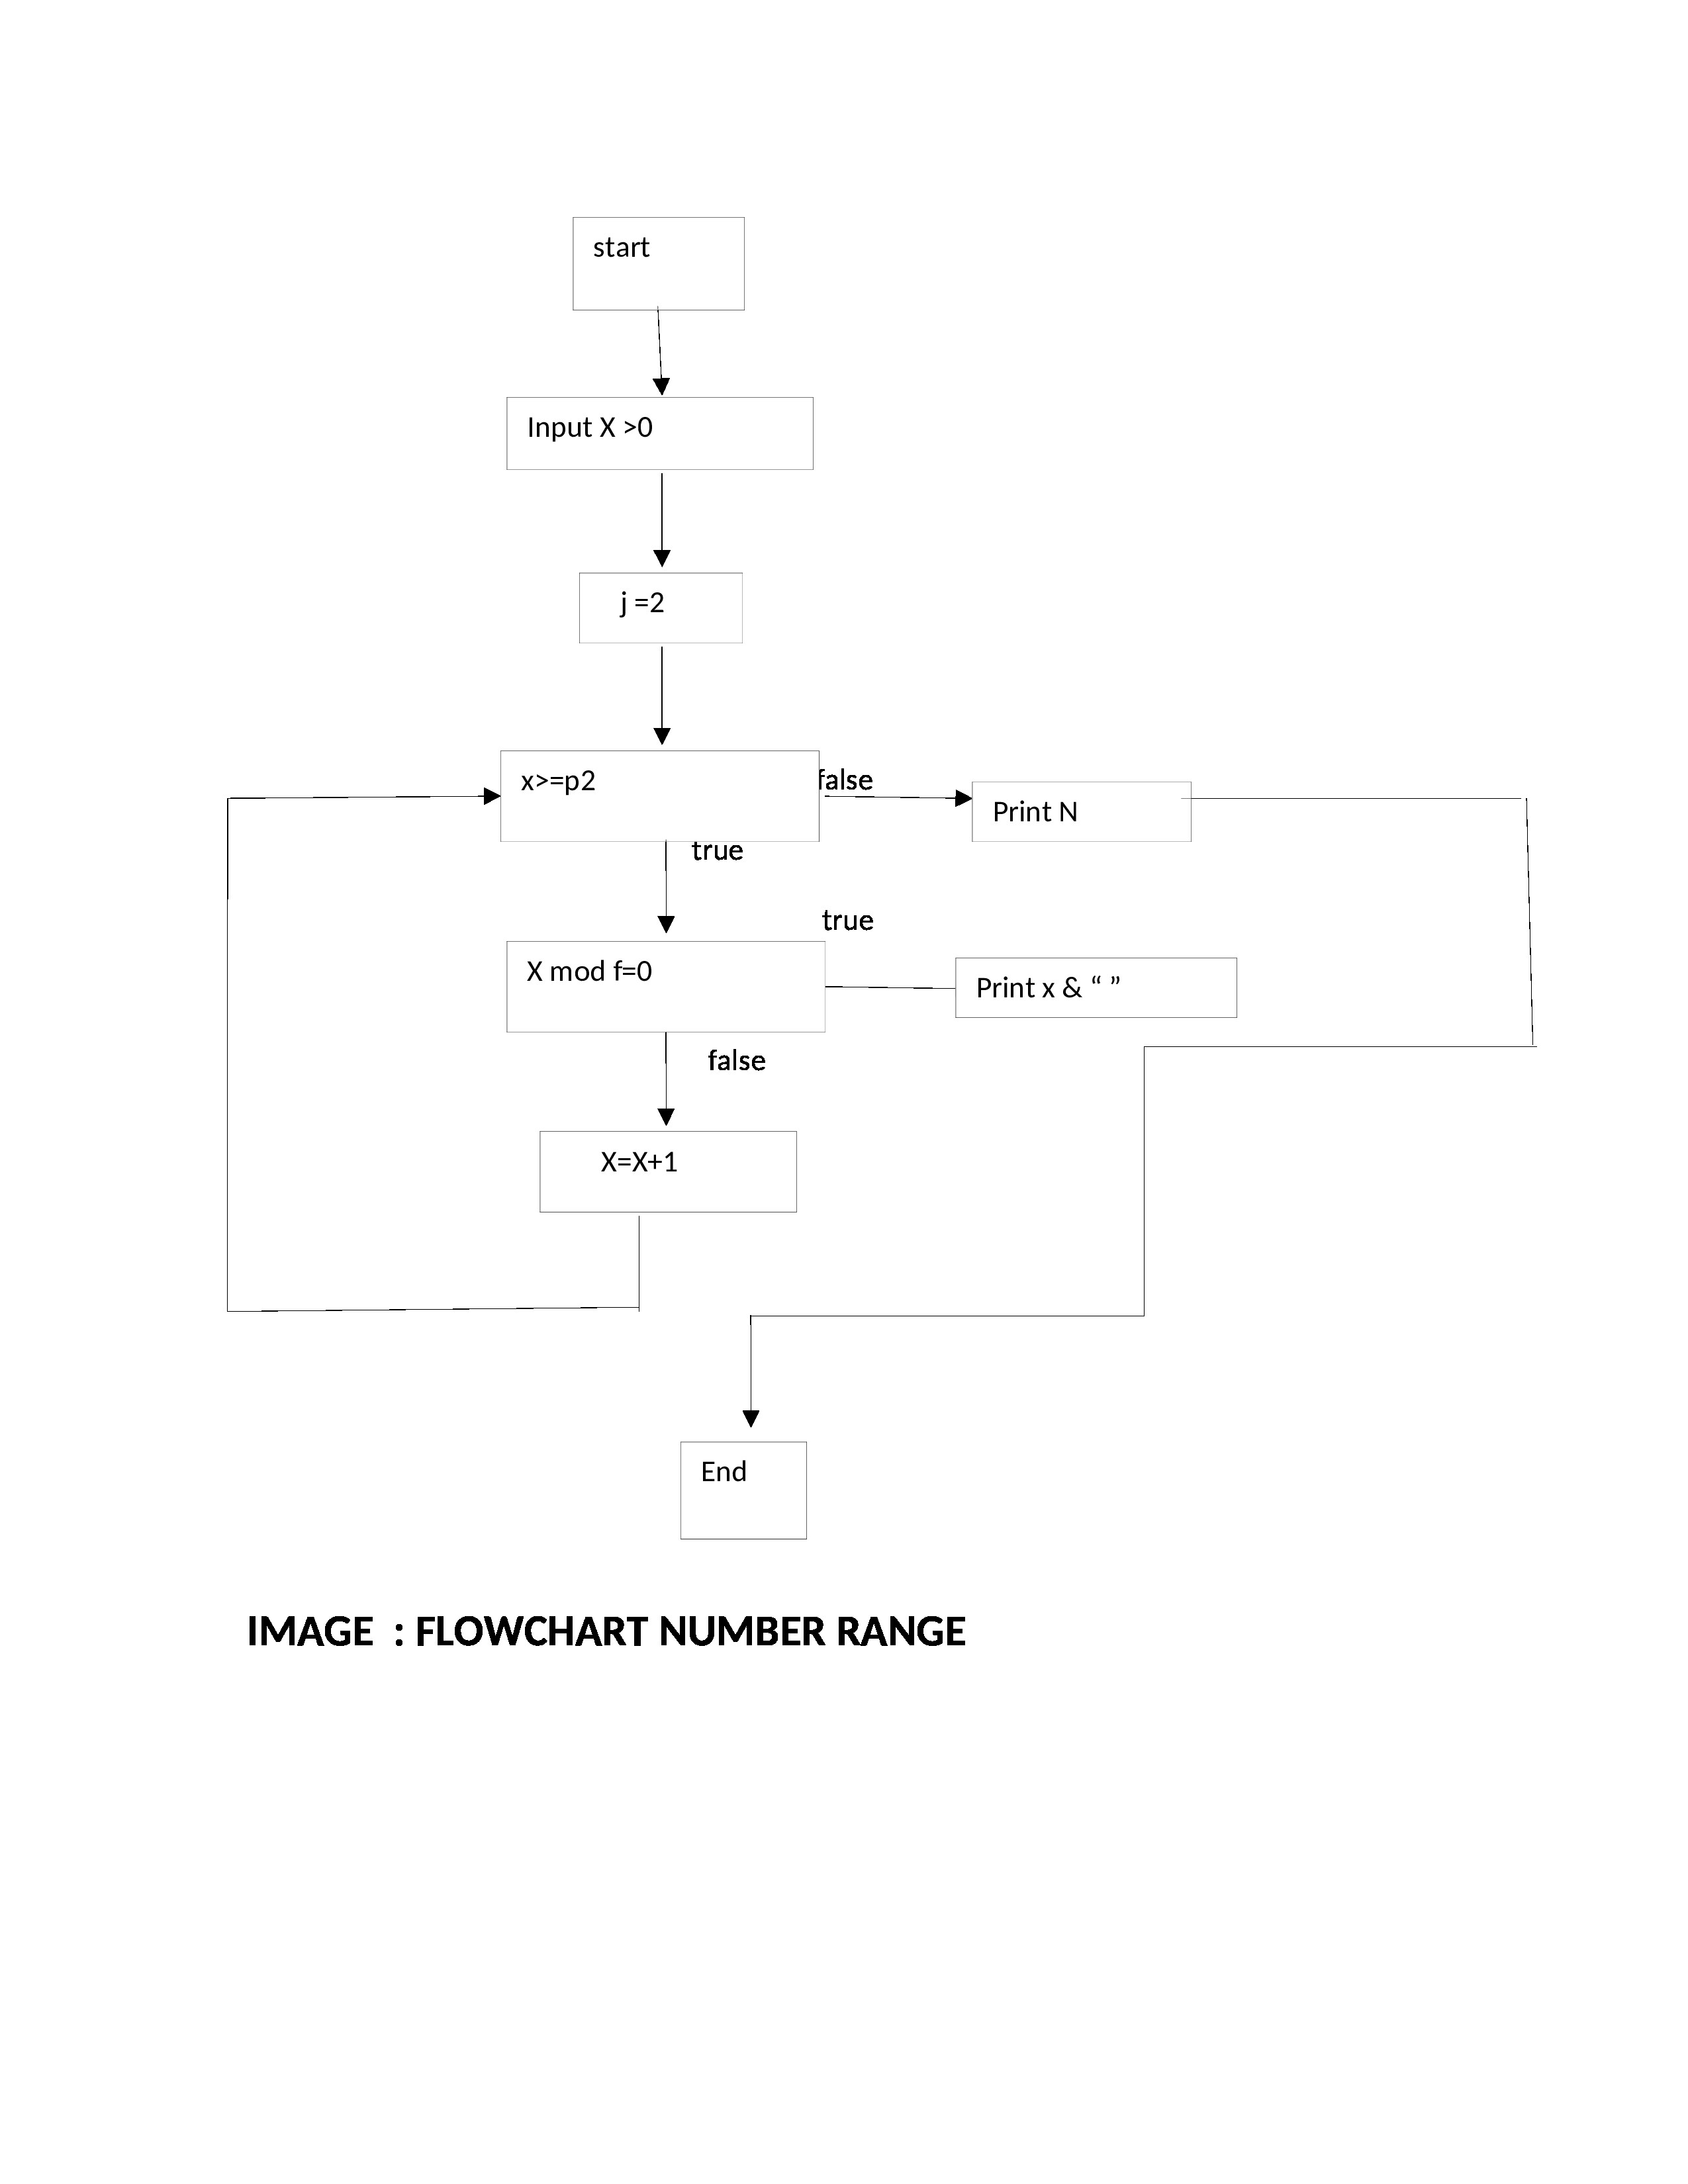 start
Input X >0
j =2
x>=p2
false
Print N
true
true
X mod f=0
Print x & “ ”
false
X=X+1
End
IMAGE : FLOWCHART NUMBER RANGE